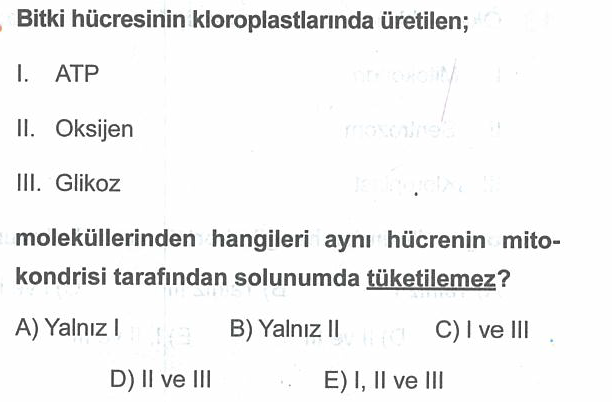 Bitki hücresinin kloroplastlarında üretilen;
I. ATP
II. Oksijen
III. Glikoz
moleküllerinden hangileri aynı hücrenin mito-
kondrisi tarafından solunumda tüketilemez?
A) Yalnız I B) Yalnız II C) I ve III
D) II ve III E) I, II ve III